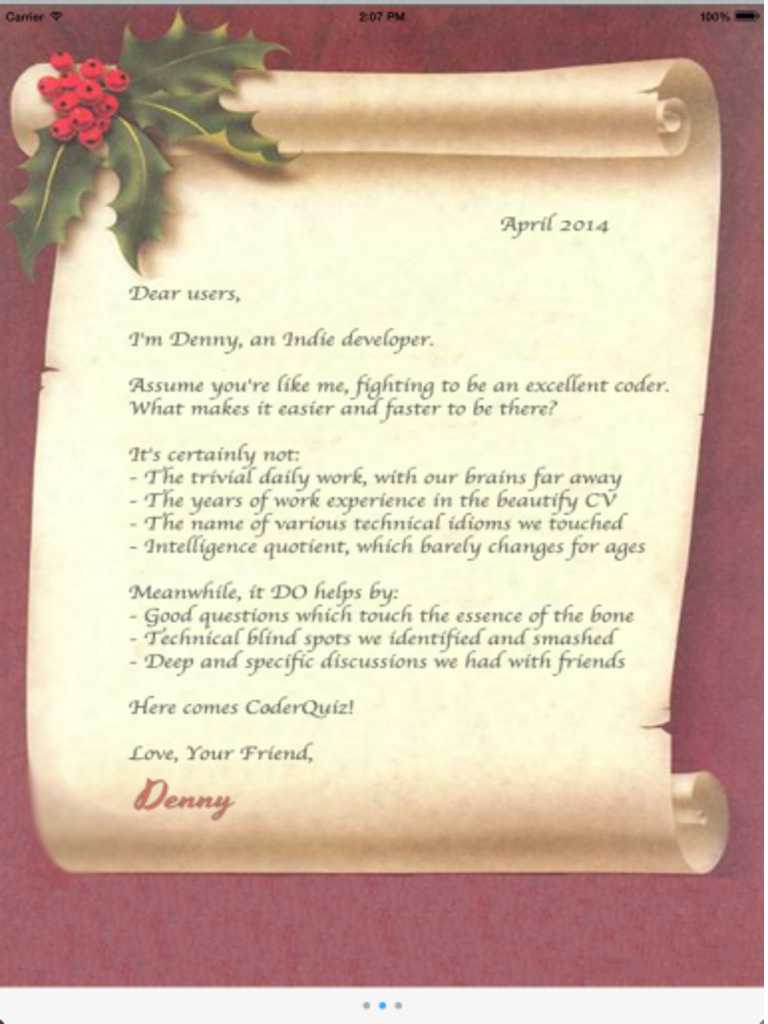 Carrier 2:07 PM 100%
April 2014
Dear users,
I'm Denny, an Indie developer.
Assume you're like me, fighting to be an excellent coder.
What makes it easier and faster to be there?
It's certainly not:
- The trivial daily work, with our brains far away
- The years of work experience in the beautify CV
- The name of various technical idioms we touched
- Intelligence quotient, which barely changes for ages
Meanwhile, it DO helps by:
- Good questions which touch the essence of the bone
- Technical blind spots we identified and smashed
- Deep and specific discussions we had with friends
Here comes CoderQuiz!
Love, Your Friend,
Denny